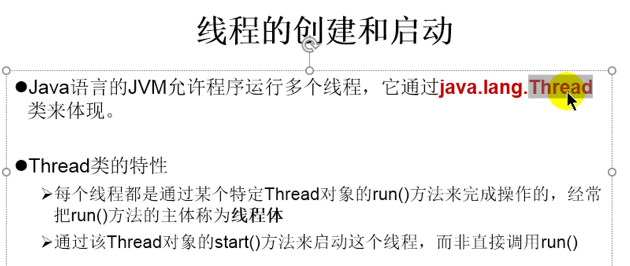 线程的创建和启动
●Java语言的JVM允许程序运行多个线程，它通过java.lang.Thread
类来体现。
●Thread类的特性
➢每个线程都是通过某个特定Thread对象的run()方法来完成操作的，经常
把run()方法的主体称为线程体
➢通过该Thread对象的start()方法来启动这个线程，而非直接调用run()